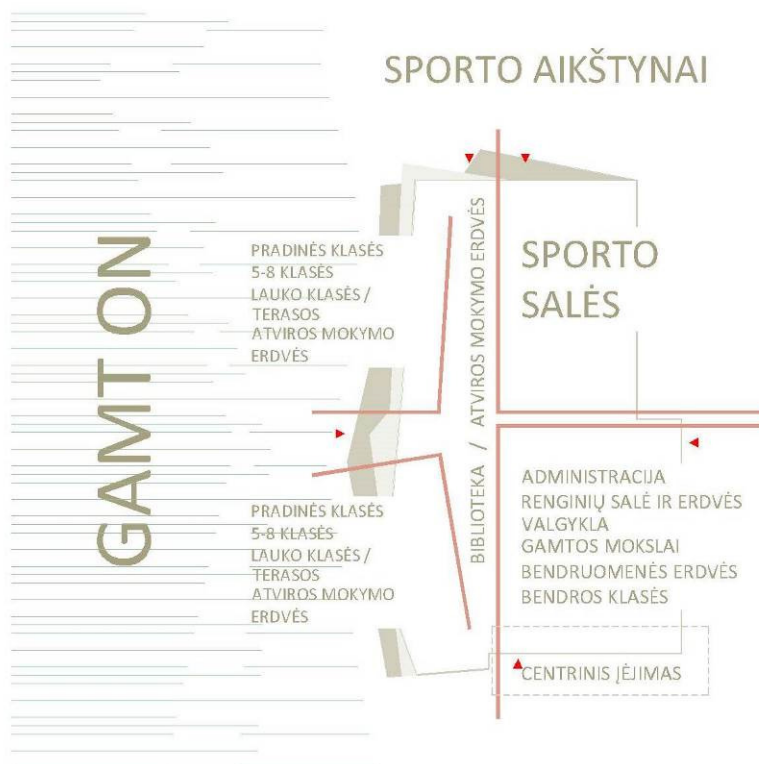 SPORTO AIKŠTYNAI
GAMT ON
PRADINĖS KLASĖS
5-8 KLASĖS
LAUKO KLASĖS /
TERASOS
ATVIROS MOKYMO
ERDVĖS
BIBLIOTEKA / ATVIROS MOKYMO ERDVĖS
SPORTO
SALĖS
PRADINĖS KLASĖS
5-8 KLASĖS
LAUKO KLASĖS /
TERASOS
ATVIROS MOKYMO
ERDVĖS
ADMINISTRACIJA
RENGINIŲ SALĖ IR ERDVĖS
VALGYKLA
GAMTOS MOKSLAI
BENDRUOMENĖS ERDVĖS
BENDROS KLASĖS
CENTRINIS ĮĖJIMAS